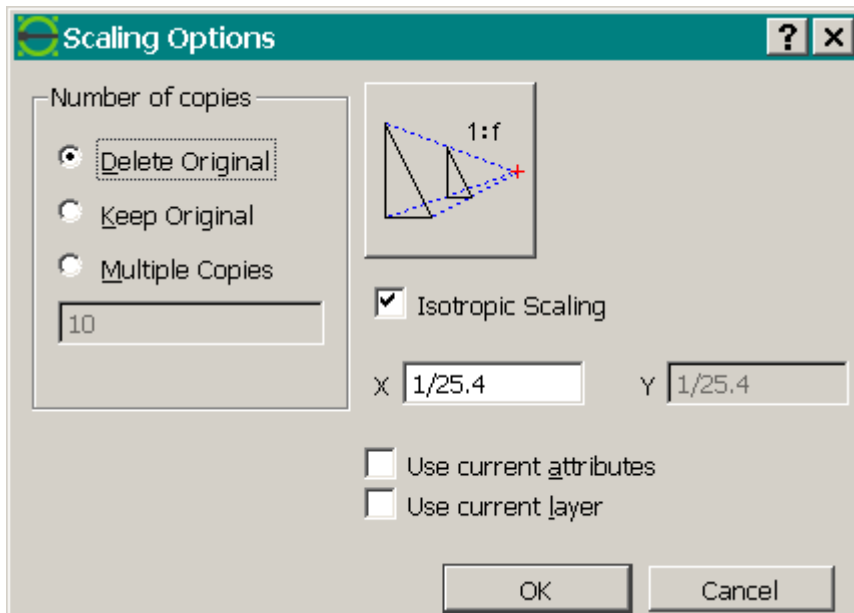 Scaling Options
Number of copies
Delete Original
Keep Original
Multiple Copies
10
1:f
Isotropic Scaling
X 1/25.4 Y 1/25.4
Use current attributes
Use current layer
OK Cancel